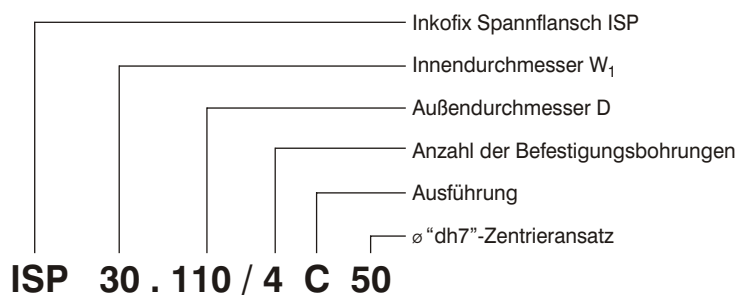 Inkofix Spannflansch ISP
Innendurchmesser W₁
Außendurchmesser D
Anzahl der Befestigungsbohrungen
Ausführung
ø “dh7”-Zentrieransatz
ISP 30 . 110 / 4 C 50